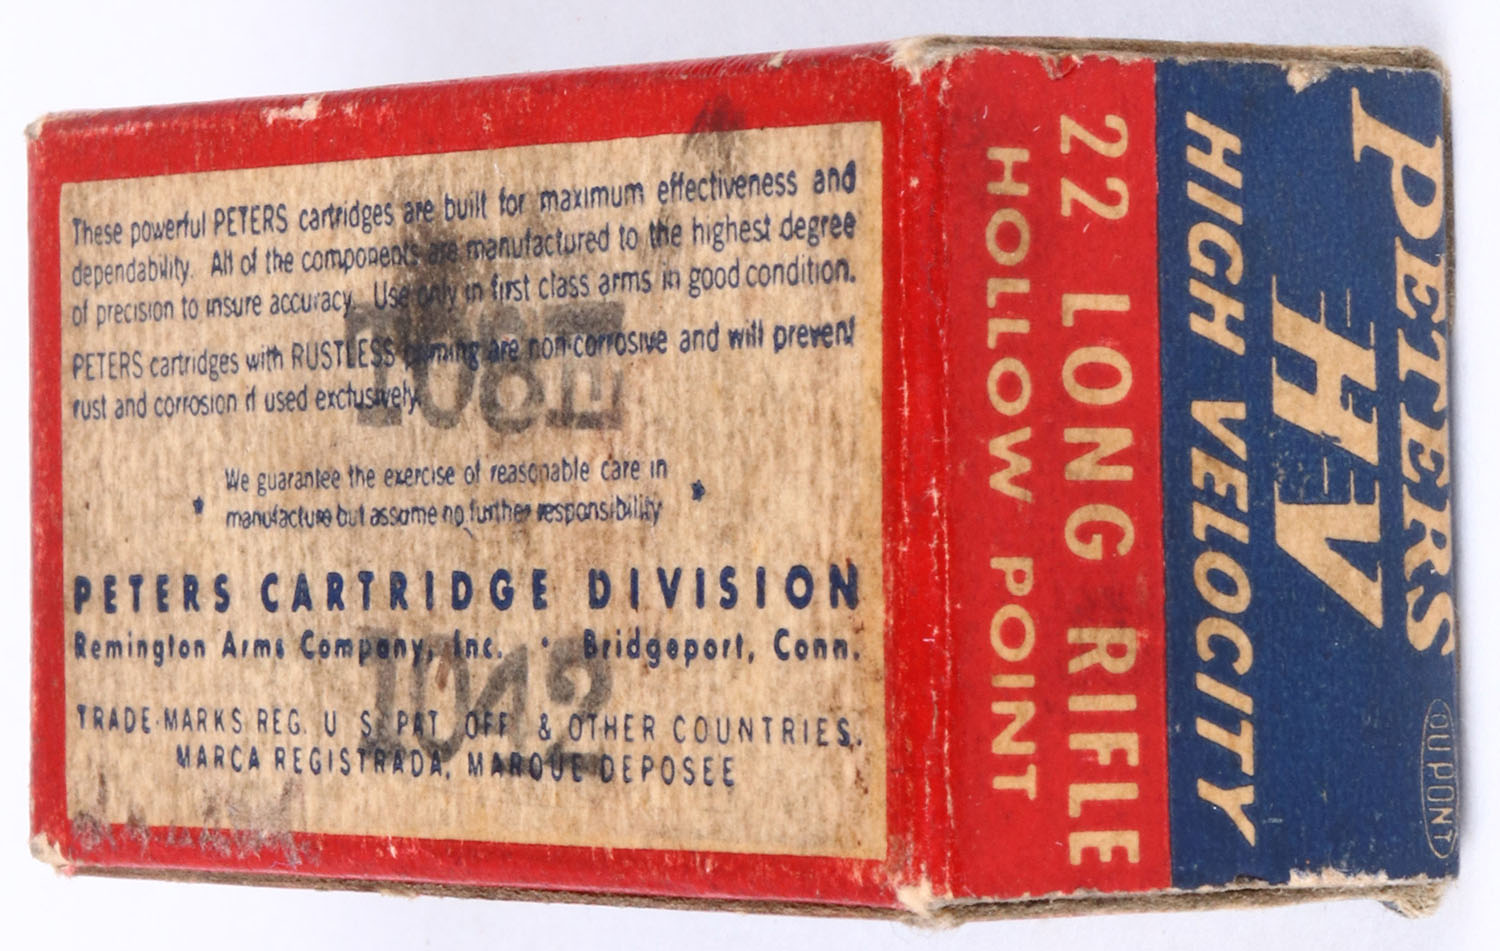 These powerful PETERS cartridges are built for maximum effectiveness and
dependability. All of the components are manufactured to the highest degree
of precision to insure accuracy. Use only in first class arms in good condition.
PETERS cartridges with RUSTLESS priming are non-corrosive and will prevent
rust and corrosion if used exclusively.
We guarantee the exercise of reasonable care in
manufacture but assume no further responsibility
PETERS CARTRIDGE DIVISION
Remington Arms Company, Inc. · Bridgeport, Conn.
TRADE-MARKS REG. U S PAT OFF & OTHER COUNTRIES.
MARCA REGISTRADA, MARQUE DEPOSEE
1042
PETERS
HV
HIGH VELOCITY
22 LONG RIFLE
HOLLOW POINT
DUPONT